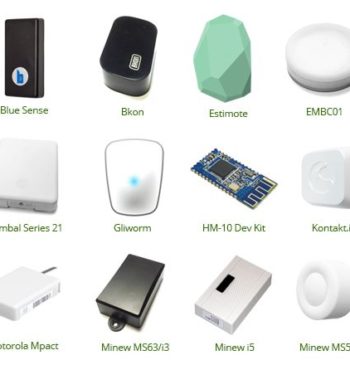 Blue Sense
Bkon
Estimote
EMBC01
mbal Series 21
Gliworm
HM-10 Dev Kit
Kontakt.i
otorola Mpact
Minew MS63/i3
Minew i5
Minew MS5